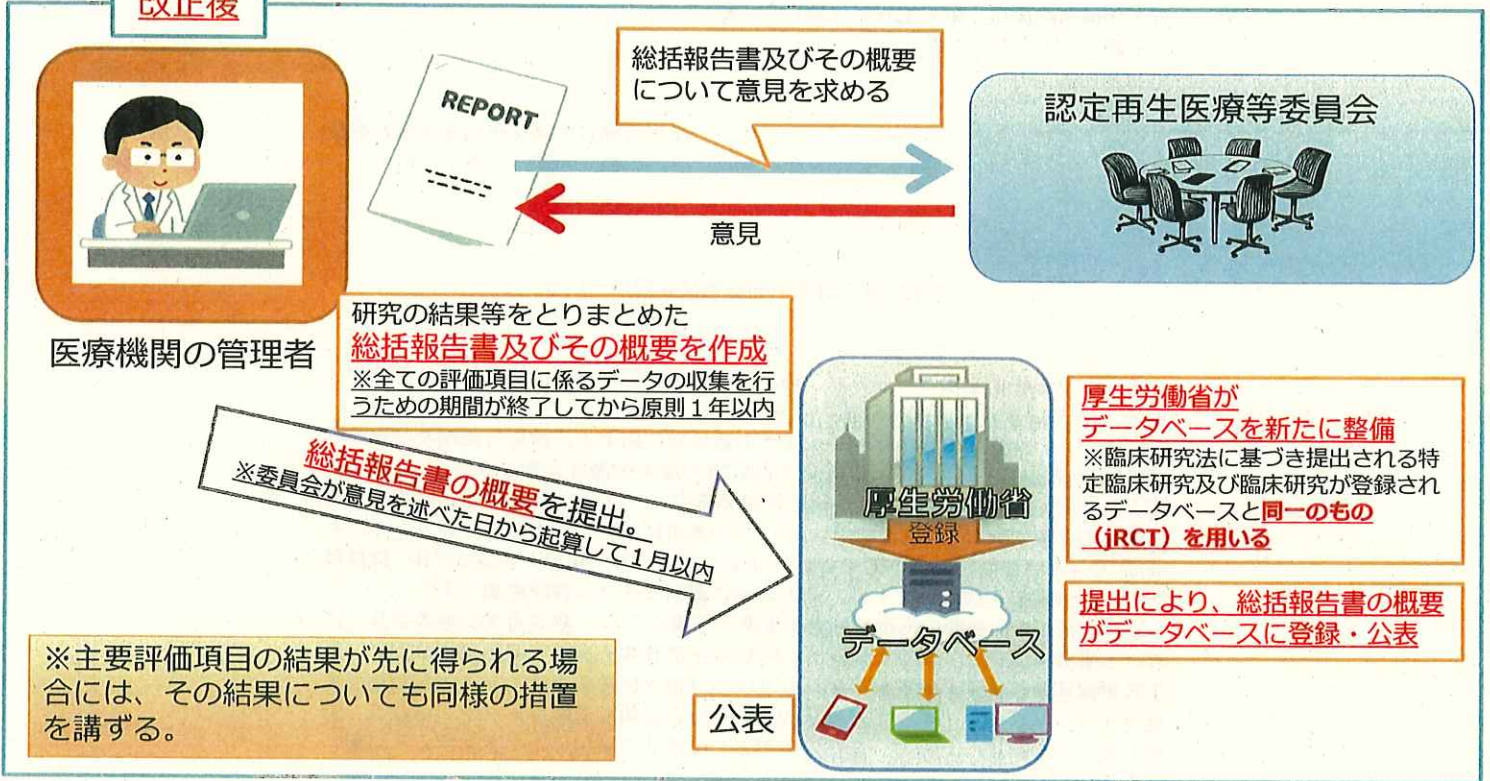 改正後
REPORT
総括報告書及びその概要
について意見を求める
意見
認定再生医療等委員会
医療機関の管理者
研究の結果等をとりまとめた
総括報告書及びその概要を作成
※全ての評価項目に係るデータの収集を行
うための期間が終了してから原則1年以内
総括報告書の概要を提出。
※委員会が意見を述べた日から起算して1月以内
厚生労働省
登録
データベース
公表
厚生労働省が
データベースを新たに整備
※臨床研究法に基づき提出される特
定臨床研究及び臨床研究が登録され
るデータベースと同一のもの
(jRCT)を用いる
提出により、総括報告書の概要
がデータベースに登録・公表
※主要評価項目の結果が先に得られる場
合には、その結果についても同様の措置
を講ずる。